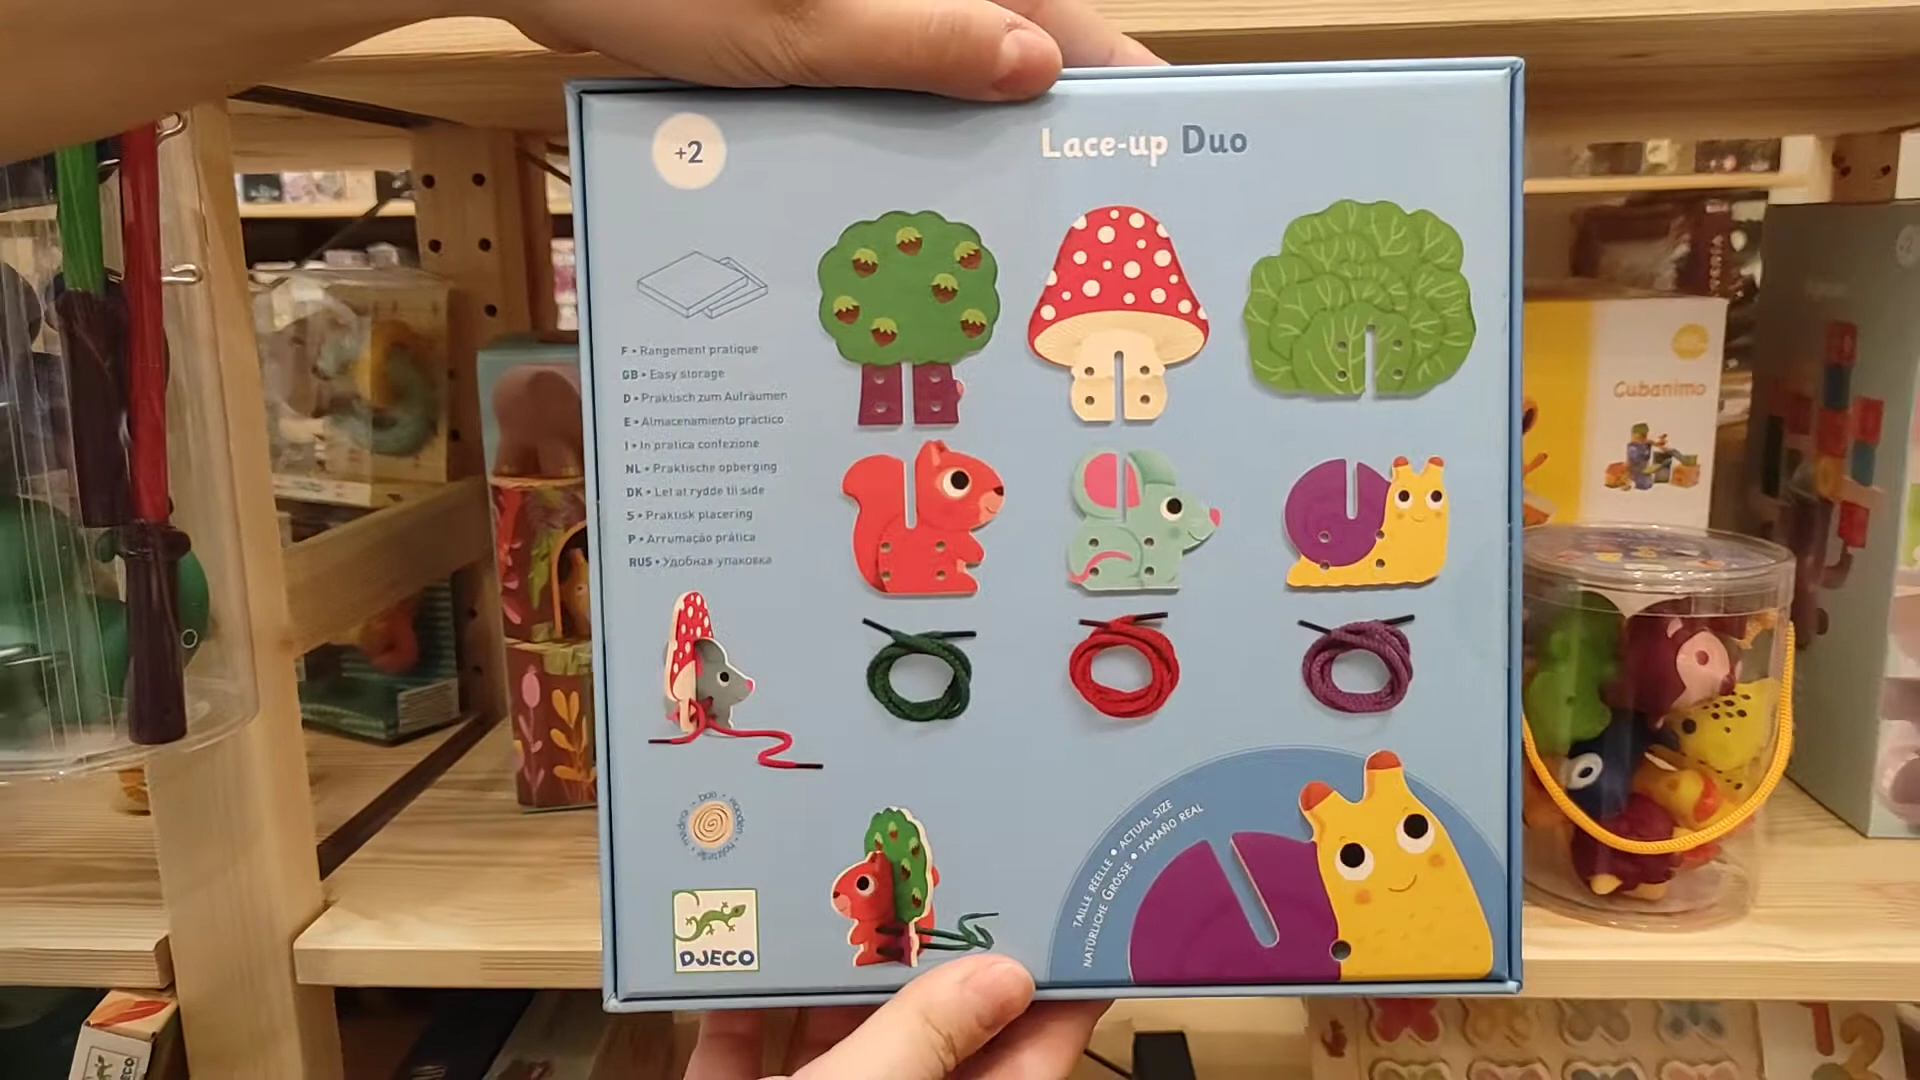 +2
Lace-up Duo
F • Rangement pratique
GB • Easy storage
D • Praktisch zum Aufräumen
E • Almacenamiento práctico
I • In pratica confezione
NL • Praktische opberging
DK • Let at rydde til side
S • Praktisk placering
P • Arrumação prática
RUS • Удобная упаковка
TAILLE RÉELLE • ACTUAL SIZE
NATÜRLICHE GRÖSSE • TAMAÑO REAL
DJECO
Cubanimo
DJECO